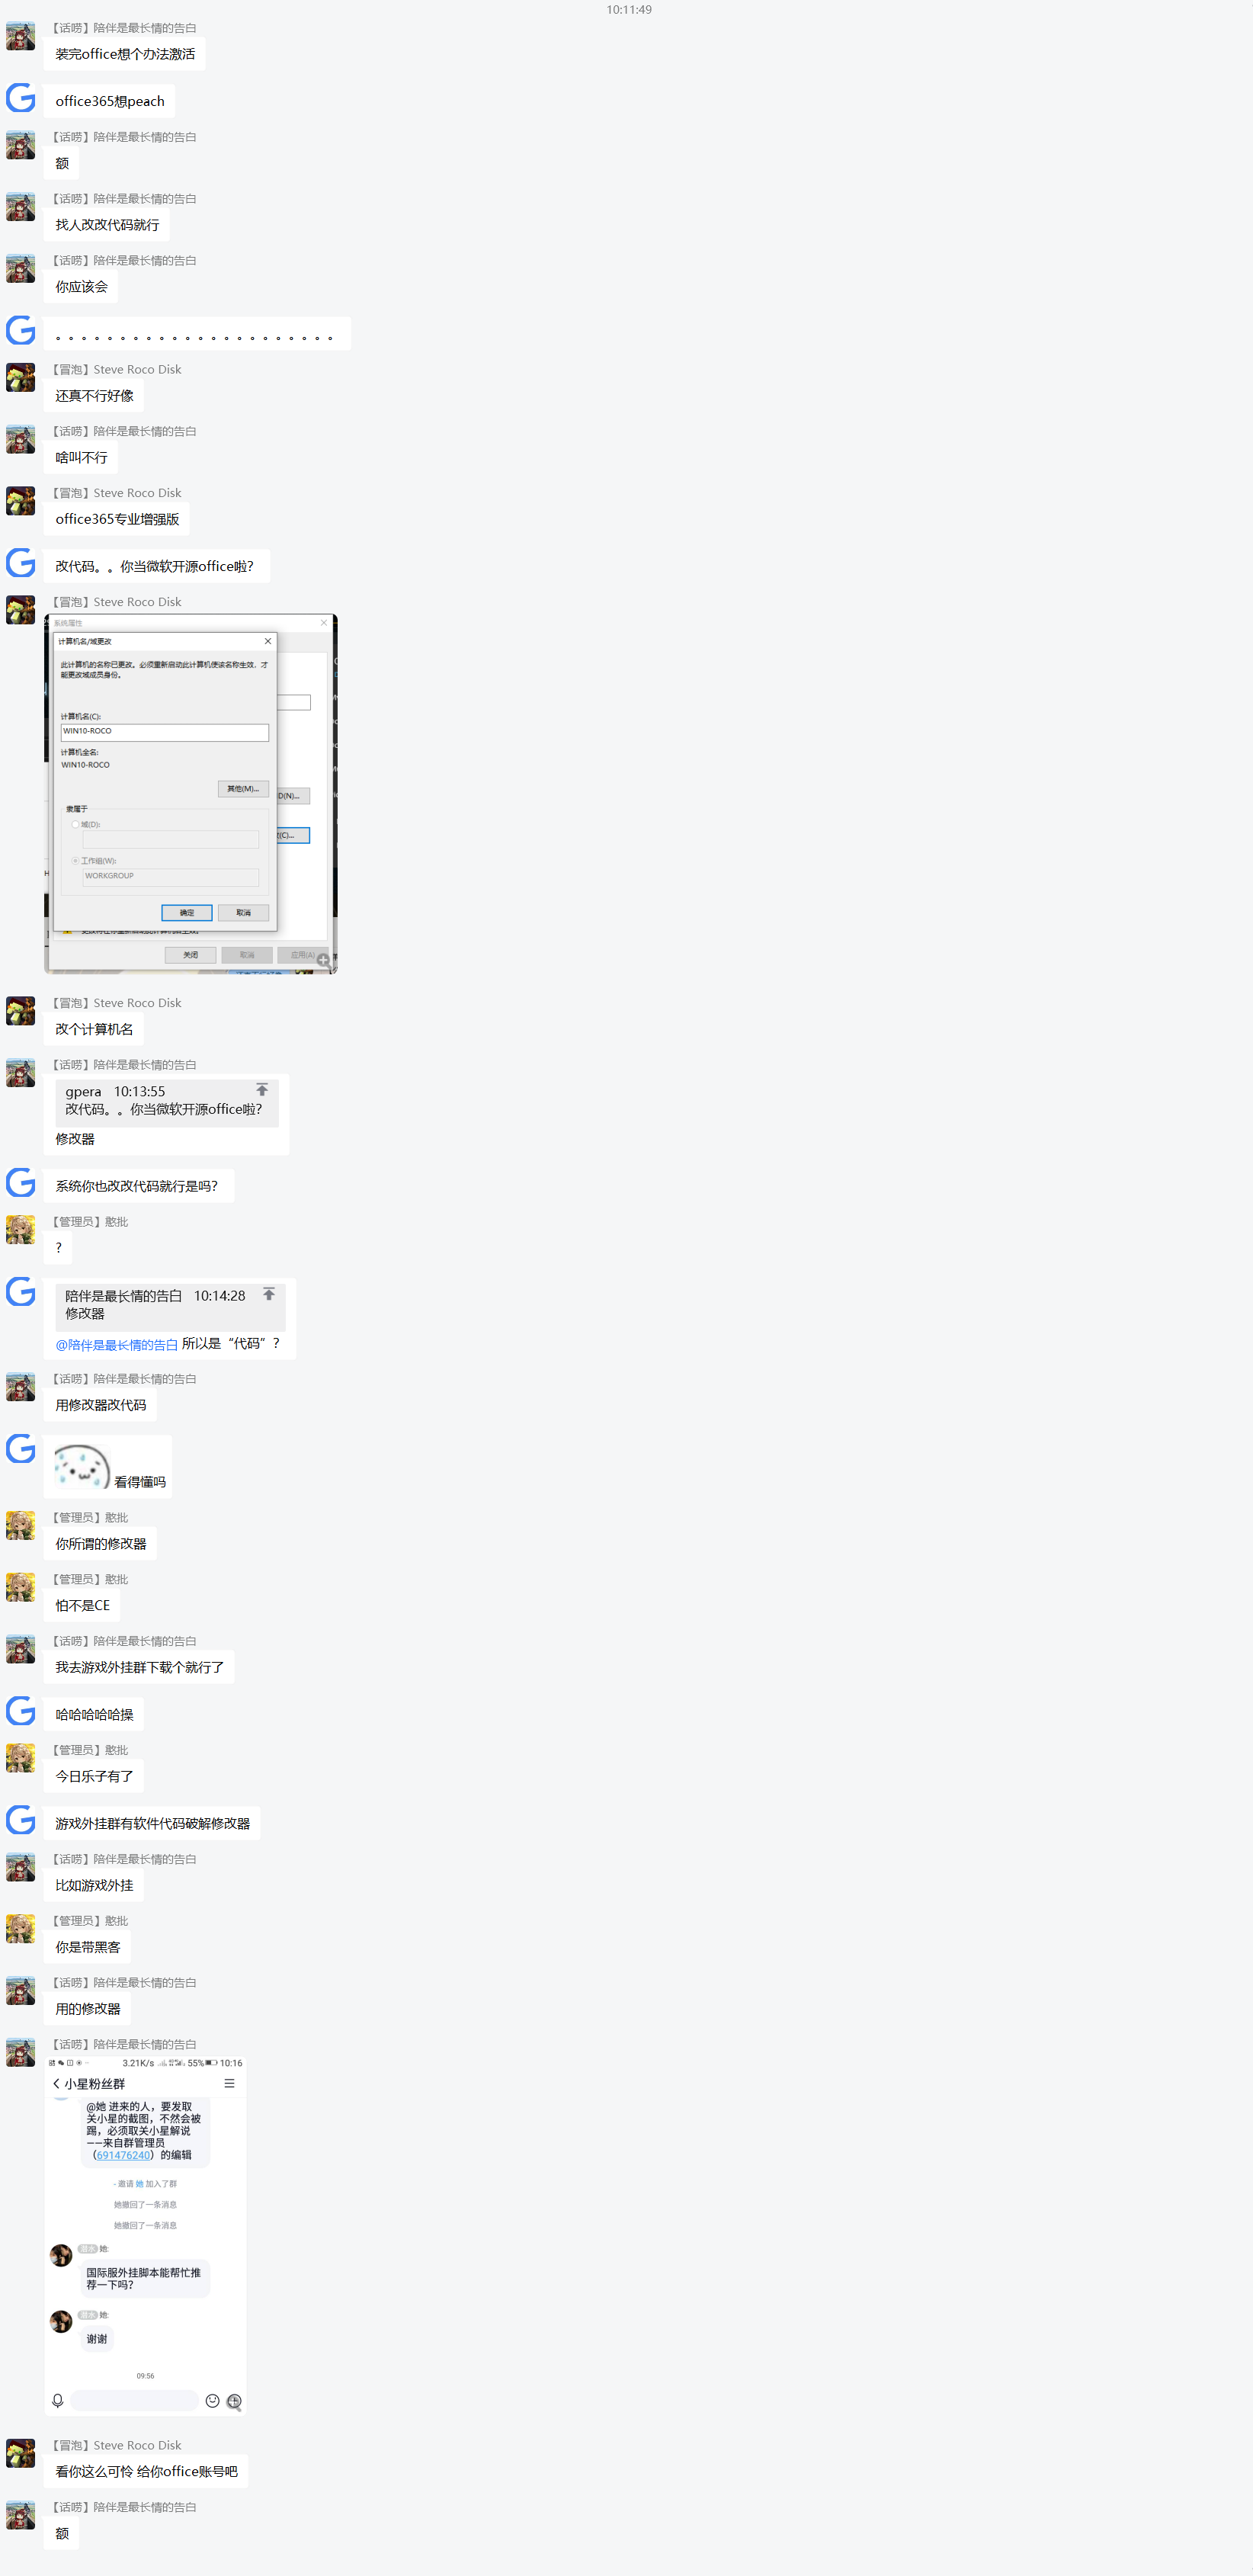 10:11:49
【话唠】陪伴是最长情的告白
装完office想个办法激活
office365想peach
【话唠】陪伴是最长情的告白
额
【话唠】陪伴是最长情的告白
找人改改代码就行
【话唠】陪伴是最长情的告白
你应该会
。。。。。。。。。。。。。。。。。。。。。。
【冒泡】Steve Roco Disk
还真不行好像
【话唠】陪伴是最长情的告白
啥叫不行
【冒泡】Steve Roco Disk
office365专业增强版
改代码。。你当微软开源office啦?
【冒泡】Steve Roco Disk
系统属性
计算机名/域更改
此计算机的名称已更改。必须重新启动此计算机使该名称生效，才
能更改域成员身份。
计算机名(C):
WIN10-ROCO
计算机全名:
WIN10-ROCO
其他(M)...
D(N)...
隶属于
域(D):
(C)...
工作组(W):
WORKGROUP
确定
取消
关闭
取消
应用(A)
【冒泡】Steve Roco Disk
改个计算机名
【话唠】陪伴是最长情的告白
gpera 10:13:55
改代码。。你当微软开源office啦?
修改器
系统你也改改代码就行是吗?
【管理员】憨批
?
陪伴是最长情的告白 10:14:28
修改器
@陪伴是最长情的告白 所以是“代码”?
【话唠】陪伴是最长情的告白
用修改器改代码
看得懂吗
【管理员】憨批
你所谓的修改器
【管理员】憨批
怕不是CE
【话唠】陪伴是最长情的告白
我去游戏外挂群下载个就行了
哈哈哈哈哈操
【管理员】憨批
今日乐子有了
游戏外挂群有软件代码破解修改器
【话唠】陪伴是最长情的告白
比如游戏外挂
【管理员】憨批
你是带黑客
【话唠】陪伴是最长情的告白
用的修改器
【话唠】陪伴是最长情的告白
3.21K/s 55% 10:16
小星粉丝群
@她 进来的人，要发取
关小星的截图，不然会被
踢，必须取关小星解说
——来自群管理员
（691476240）的编辑
- 邀请 她 加入了群
她撤回了一条消息
她撤回了一条消息
潜水 她:
国际服外挂脚本能帮忙推
荐一下吗?
潜水 她:
谢谢
09:56
【冒泡】Steve Roco Disk
看你这么可怜 给你office账号吧
【话唠】陪伴是最长情的告白
额